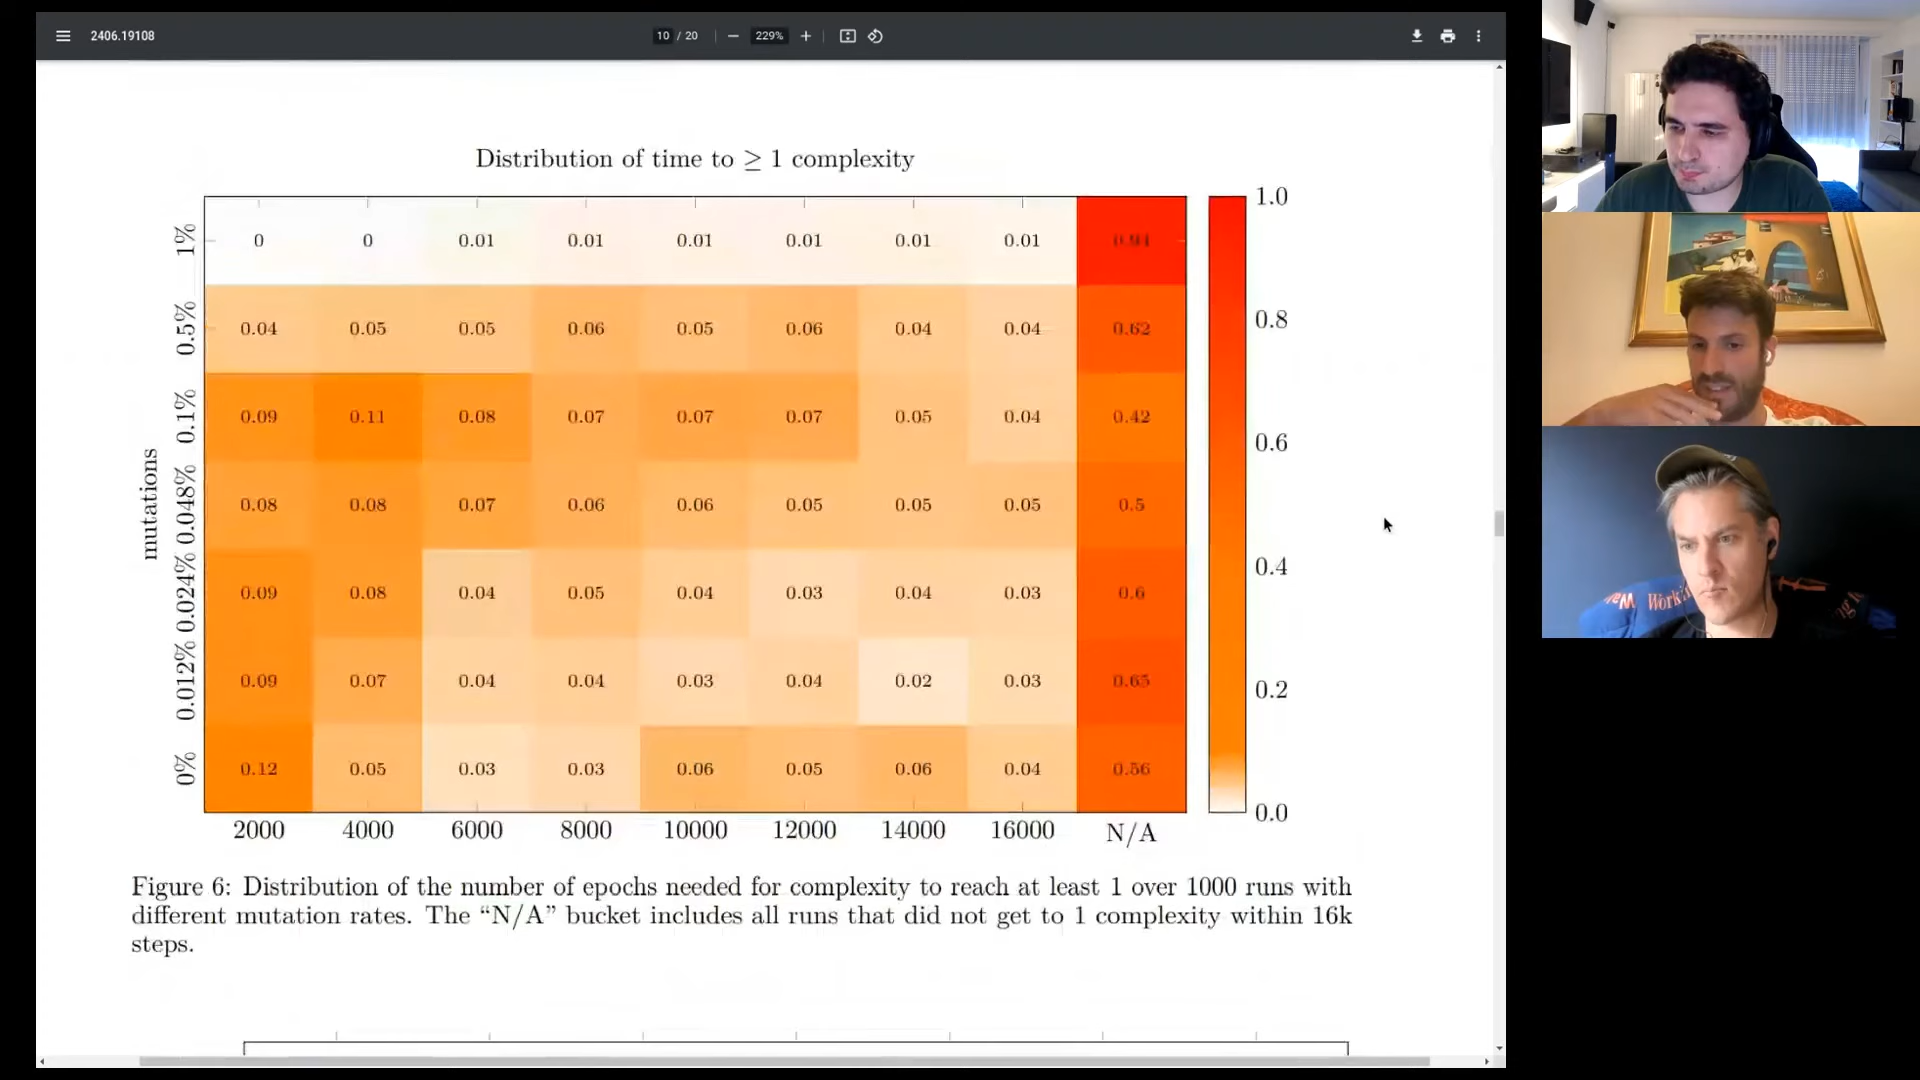 2406.19108
10 / 20
229%
Distribution of time to ≥ 1 complexity
1% 0 0 0.01 0.01 0.01 0.01 0.01 0.01 0.94 1.0
0.5% 0.04 0.05 0.05 0.06 0.05 0.06 0.04 0.04 0.62 0.8
0.1% 0.09 0.11 0.08 0.07 0.07 0.07 0.05 0.04 0.42 0.6
mutations
0.048% 0.08 0.08 0.07 0.06 0.06 0.05 0.05 0.05 0.5
0.024% 0.09 0.08 0.04 0.05 0.04 0.03 0.04 0.03 0.6 0.4
0.012% 0.09 0.07 0.04 0.04 0.03 0.04 0.02 0.03 0.65 0.2
0% 0.12 0.05 0.03 0.03 0.06 0.05 0.06 0.04 0.56 0.0
2000 4000 6000 8000 10000 12000 14000 16000 N/A
Figure 6: Distribution of the number of epochs needed for complexity to reach at least 1 over 1000 runs with
different mutation rates. The “N/A” bucket includes all runs that did not get to 1 complexity within 16k
steps.